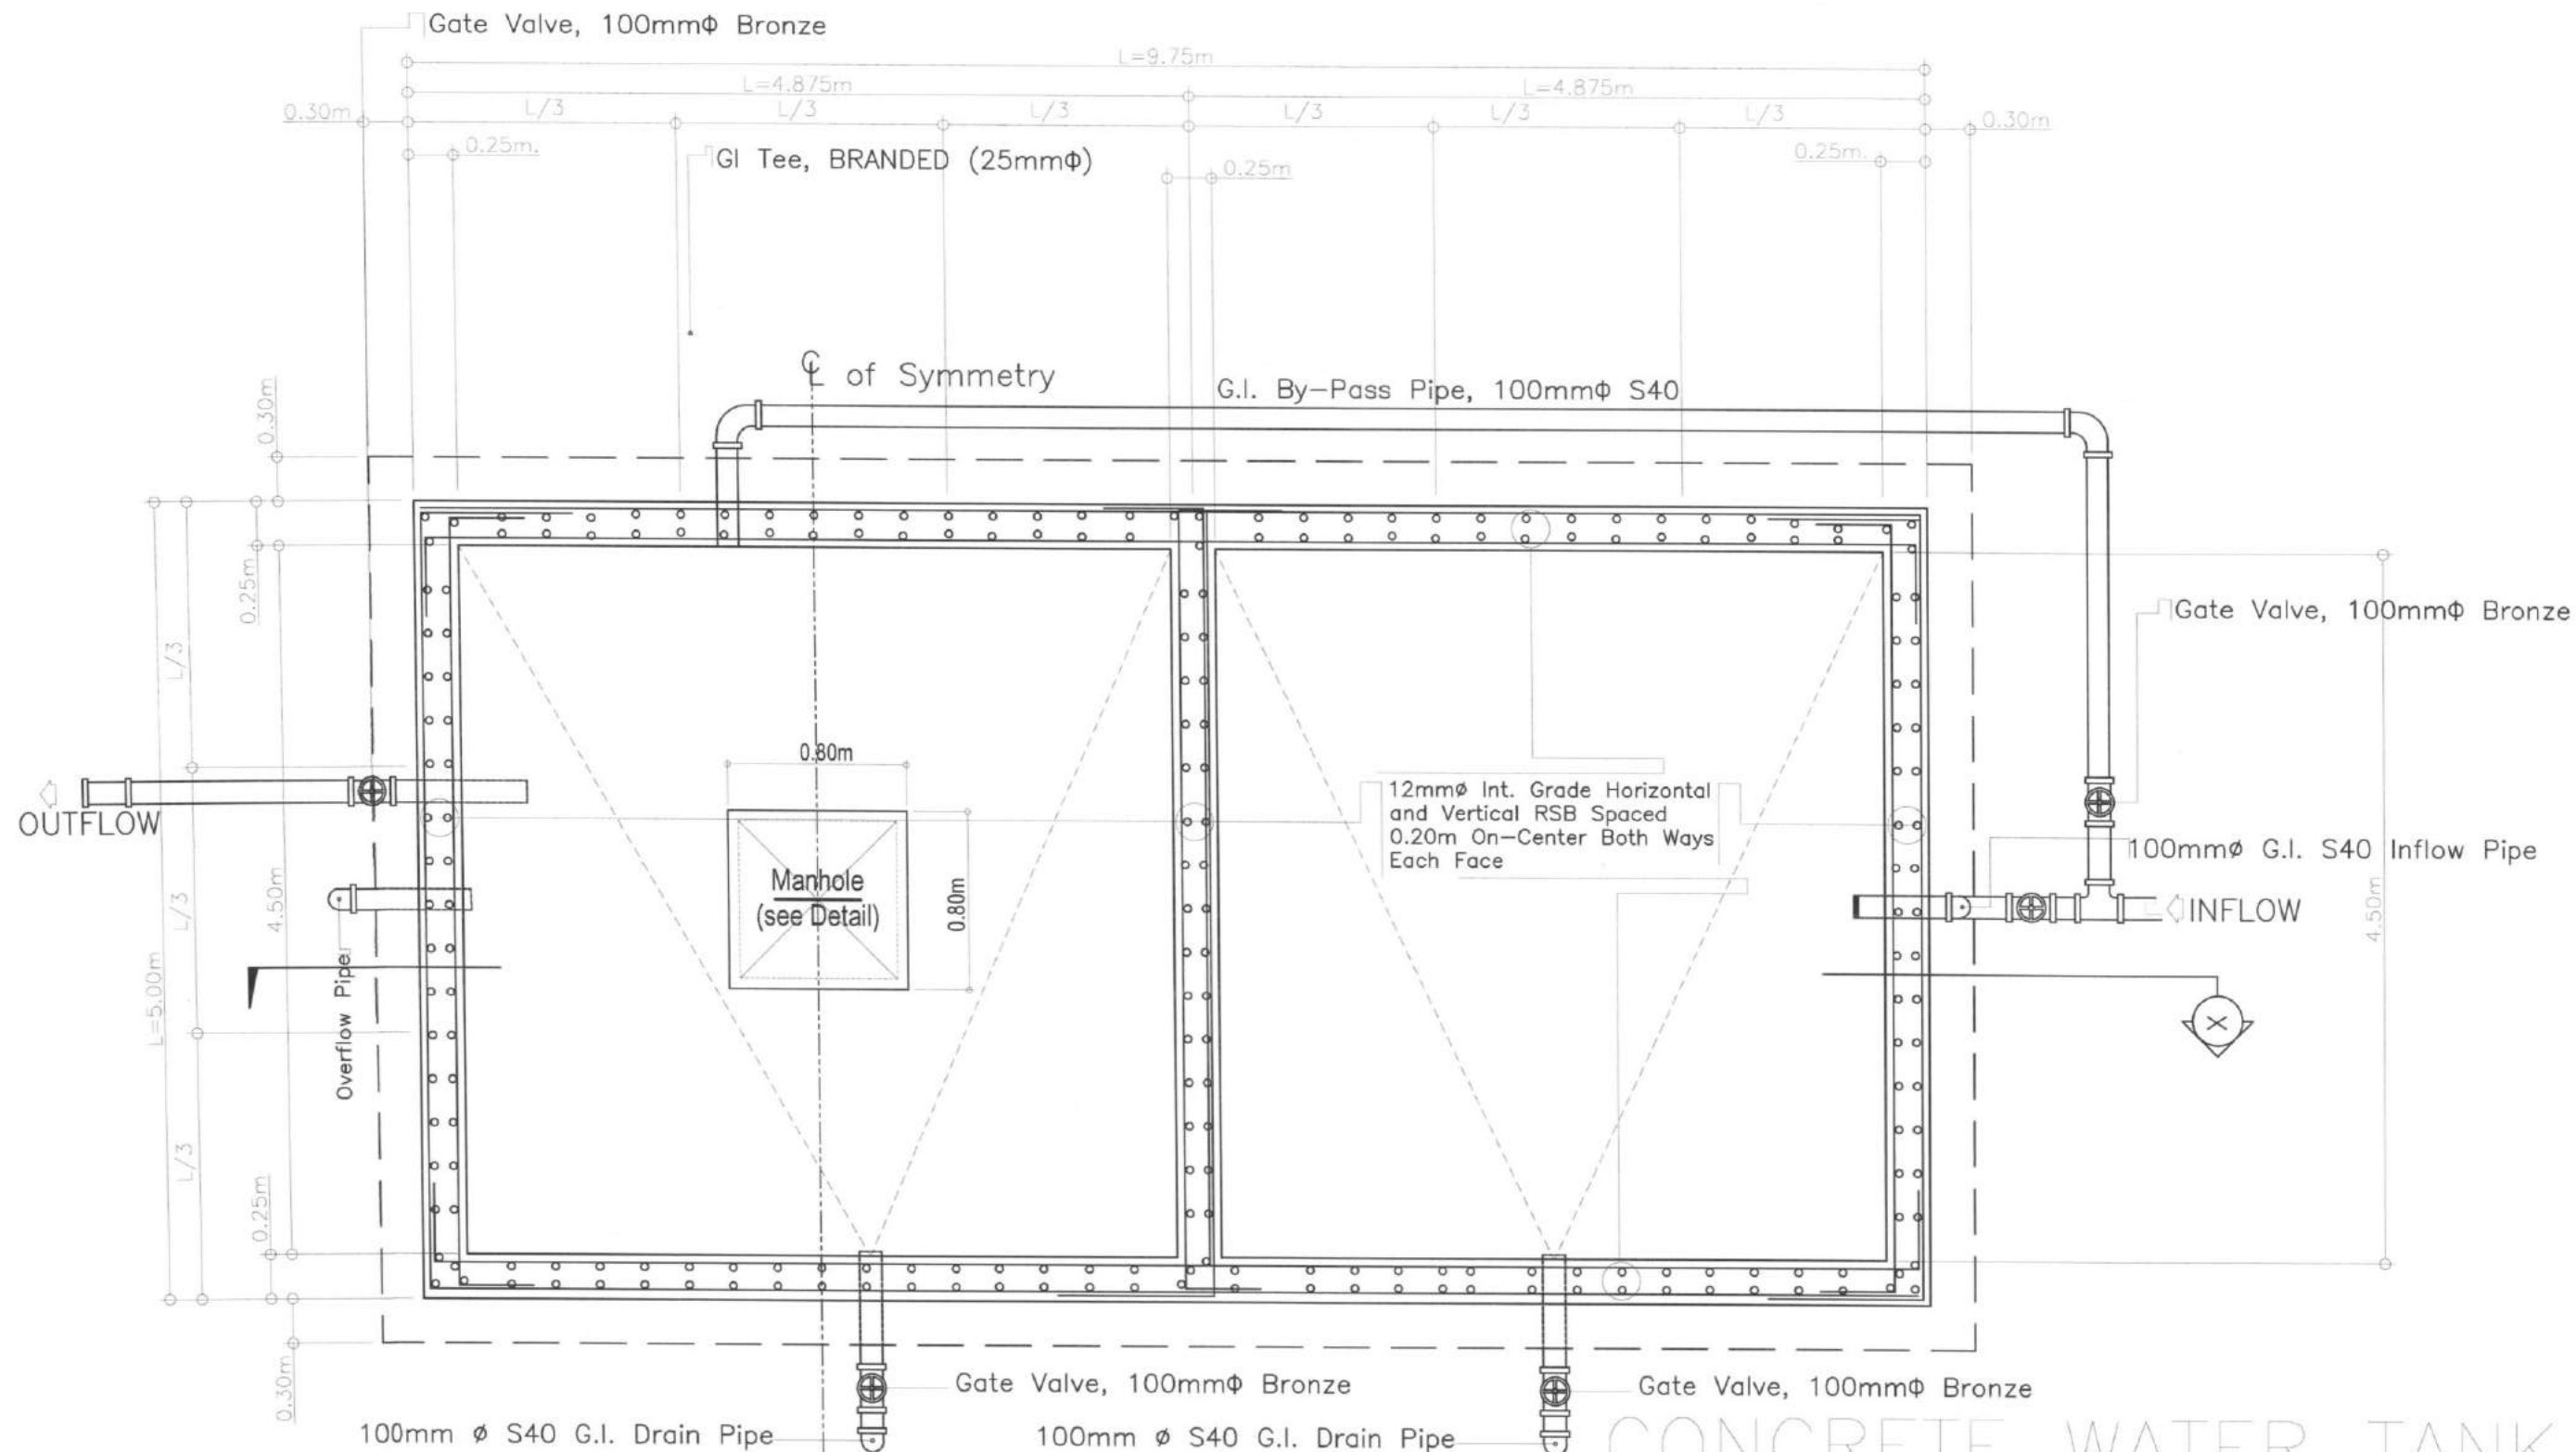 Gate Valve, 100mmΦ Bronze
L=9.75m
L=4.875m
L=4.875m
0.30m
L/3
L/3
L/3
L/3
L/3
L/3
0.30m
0.25m.
GI Tee, BRANDED (25mmΦ)
0.25m
0.25m.
℄ of Symmetry
G.I. By-Pass Pipe, 100mmΦ S40
0.30m
0.25m
Gate Valve, 100mmΦ Bronze
L/3
0.80m
12mmø Int. Grade Horizontal
and Vertical RSB Spaced
0.20m On-Center Both Ways
Each Face
OUTFLOW
100mmø G.I. S40 Inflow Pipe
Manhole
(see Detail)
0.80m
L/3
4.50m
INFLOW
4.50m
L=5.00m
Overflow Pipe
X
L/3
0.25m
0.30m
Gate Valve, 100mmΦ Bronze
Gate Valve, 100mmΦ Bronze
100mm ø S40 G.I. Drain Pipe
100mm ø S40 G.I. Drain Pipe
CONCRETE WATER TANK